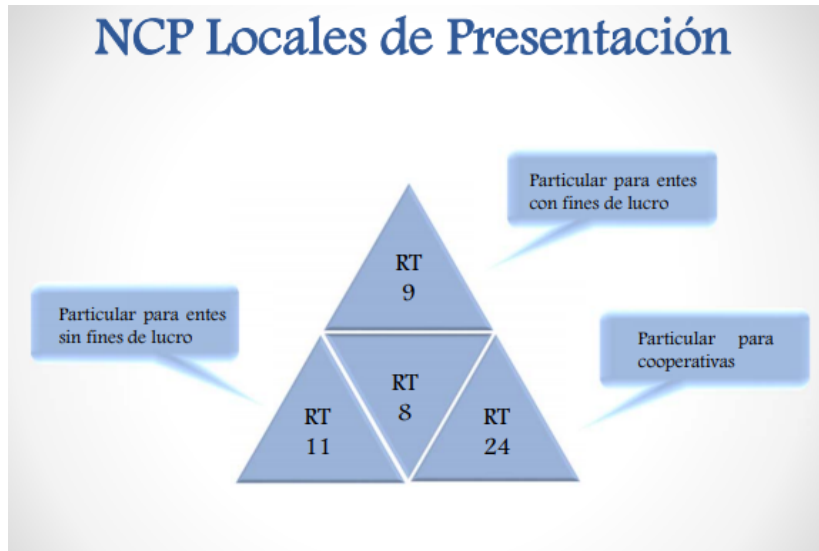 NCP Locales de Presentación
Particular para entes
con fines de lucro
RT
9
Particular para entes
sin fines de lucro
Particular para
cooperativas
RT
8
RT
11
RT
24